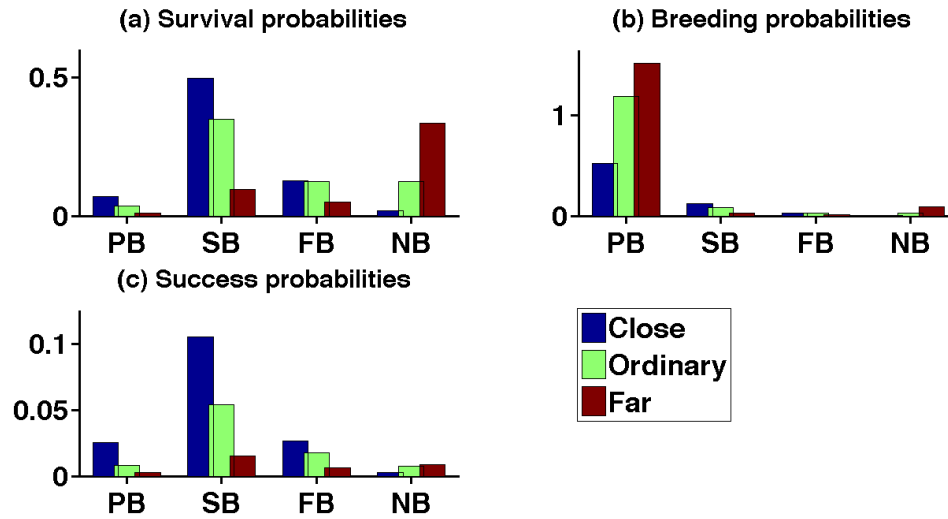 (a) Survival probabilities
0.5
0
PB SB FB NB
(b) Breeding probabilities
1
0
PB SB FB NB
(c) Success probabilities
0.1
0.05
0
PB SB FB NB
Close
Ordinary
Far